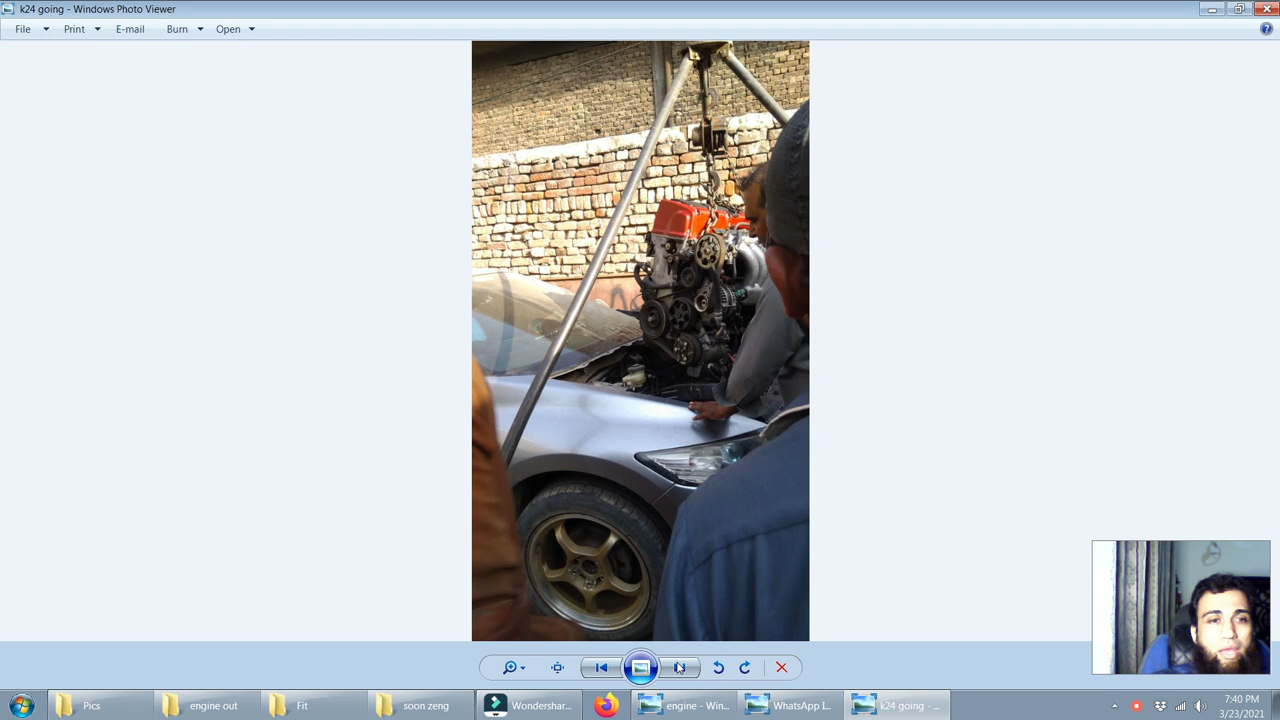 k24 going - Windows Photo Viewer
File Print E-mail Burn Open
Pics engine out Fit soon zeng Wondershar... engine - Win... WhatsApp I... k24 going - ...
7:40 PM
3/23/2021